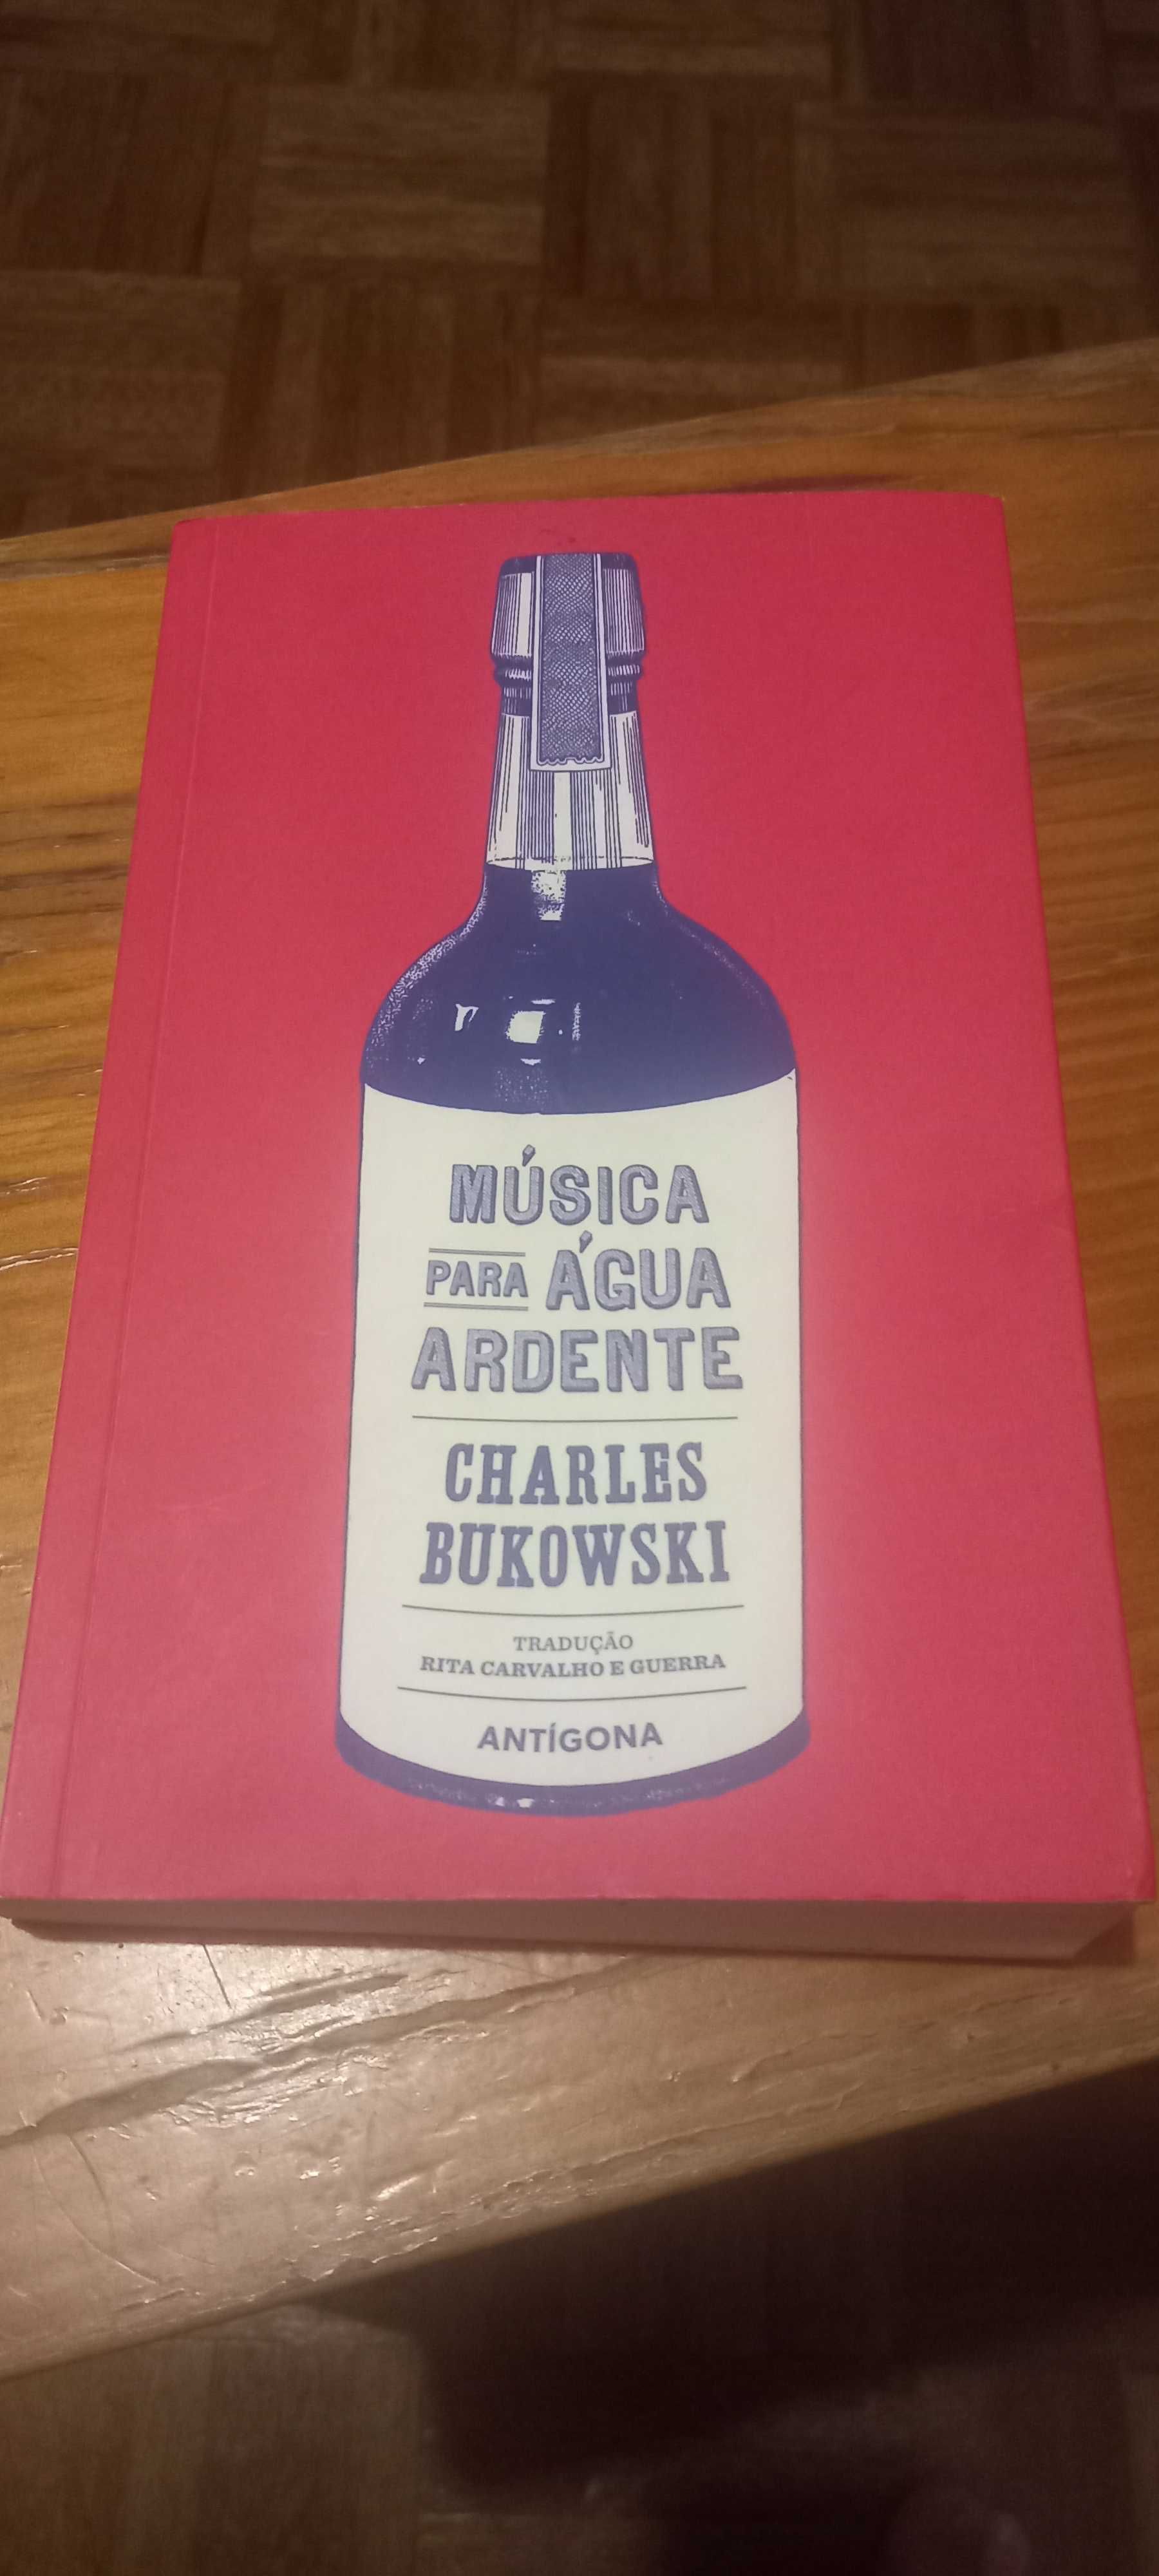 MÚSICA
PARA ÁGUA
ARDENTE
CHARLES
BUKOWSKI
TRADUÇÃO
RITA CARVALHO E GUERRA
ANTÍGONA